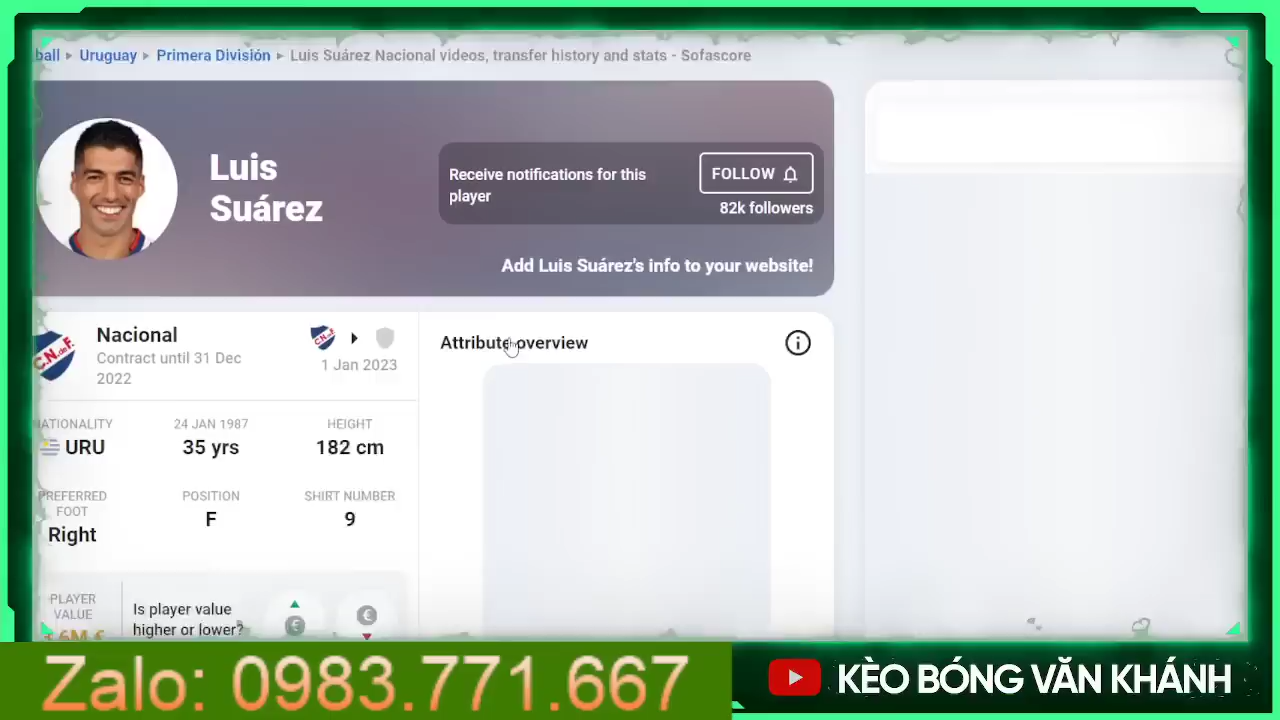 ball ▸ Uruguay ▸ Primera División ▸ Luis Suárez Nacional videos, transfer history and stats - Sofascore
Luis
Suárez
Receive notifications for this
player
FOLLOW
82k followers
Add Luis Suárez's info to your website!
C.N.deF.
Nacional
Contract until 31 Dec
2022
1 Jan 2023
Attribute overview
NATIONALITY
URU
24 JAN 1987
35 yrs
HEIGHT
182 cm
PREFERRED
FOOT
Right
POSITION
F
SHIRT NUMBER
9
PLAYER
VALUE
Is player value
higher or lower?
Zalo: 0983.771.667
KÈO BÓNG VĂN KHÁNH